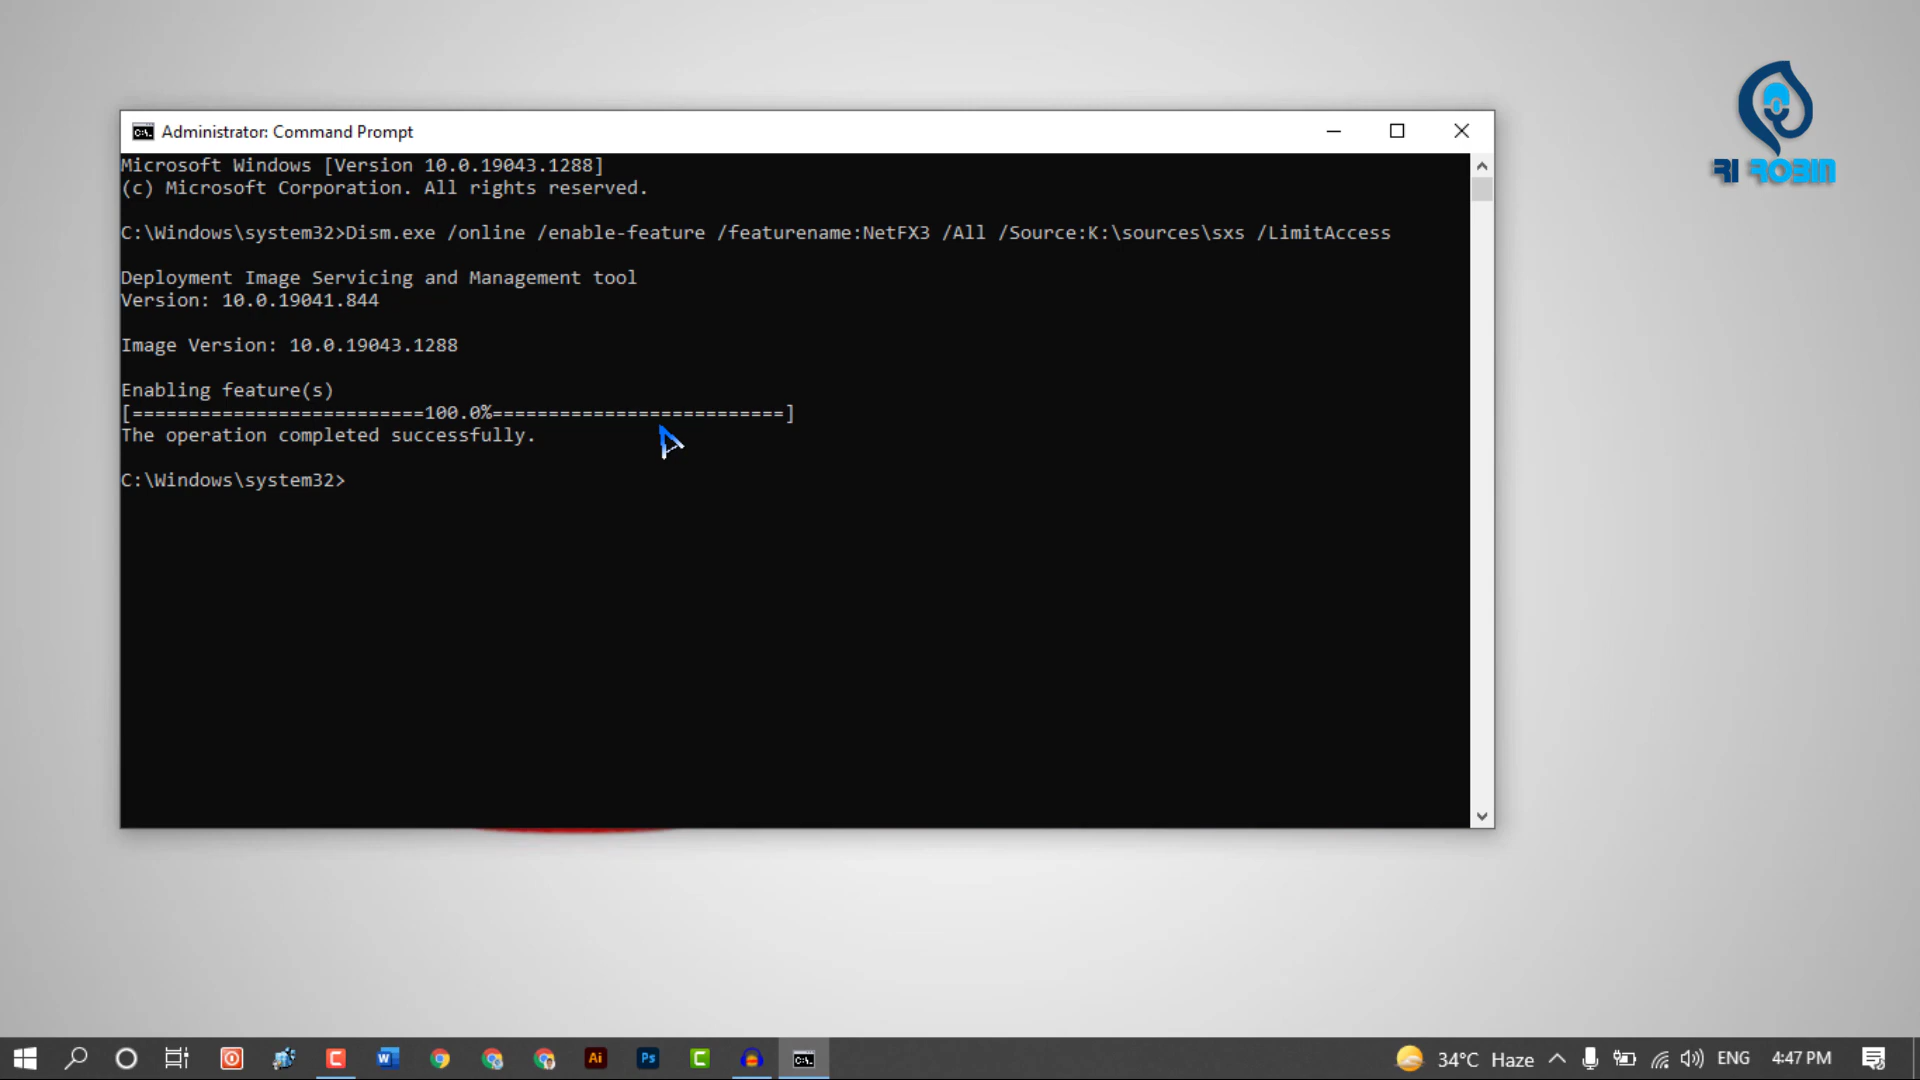 RI ROBIN
Administrator: Command Prompt
Microsoft Windows [Version 10.0.19043.1288]
(c) Microsoft Corporation. All rights reserved.
C:\Windows\system32>Dism.exe /online /enable-feature /featurename:NetFX3 /All /Source:K:\sources\sxs /LimitAccess
Deployment Image Servicing and Management tool
Version: 10.0.19041.844
Image Version: 10.0.19043.1288
Enabling feature(s)
[==========================100.0%==========================]
The operation completed successfully.
C:\Windows\system32>
34°C Haze ENG 4:47 PM